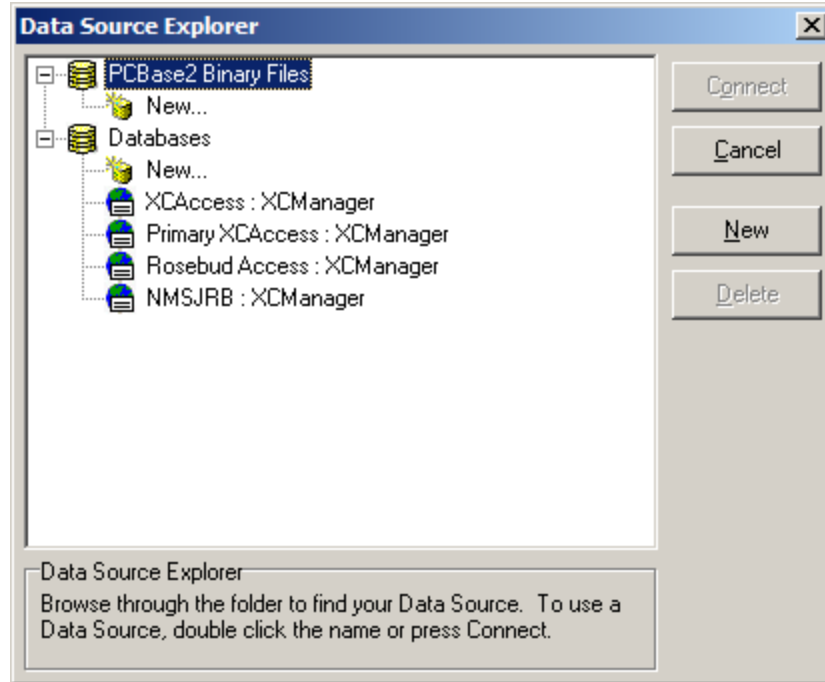 Data Source Explorer
PCBase2 Binary Files
New...
Databases
New...
XCAccess : XCManager
Primary XCAccess : XCManager
Rosebud Access : XCManager
NMSJRB : XCManager
Connect
Cancel
New
Delete
Data Source Explorer
Browse through the folder to find your Data Source. To use a
Data Source, double click the name or press Connect.